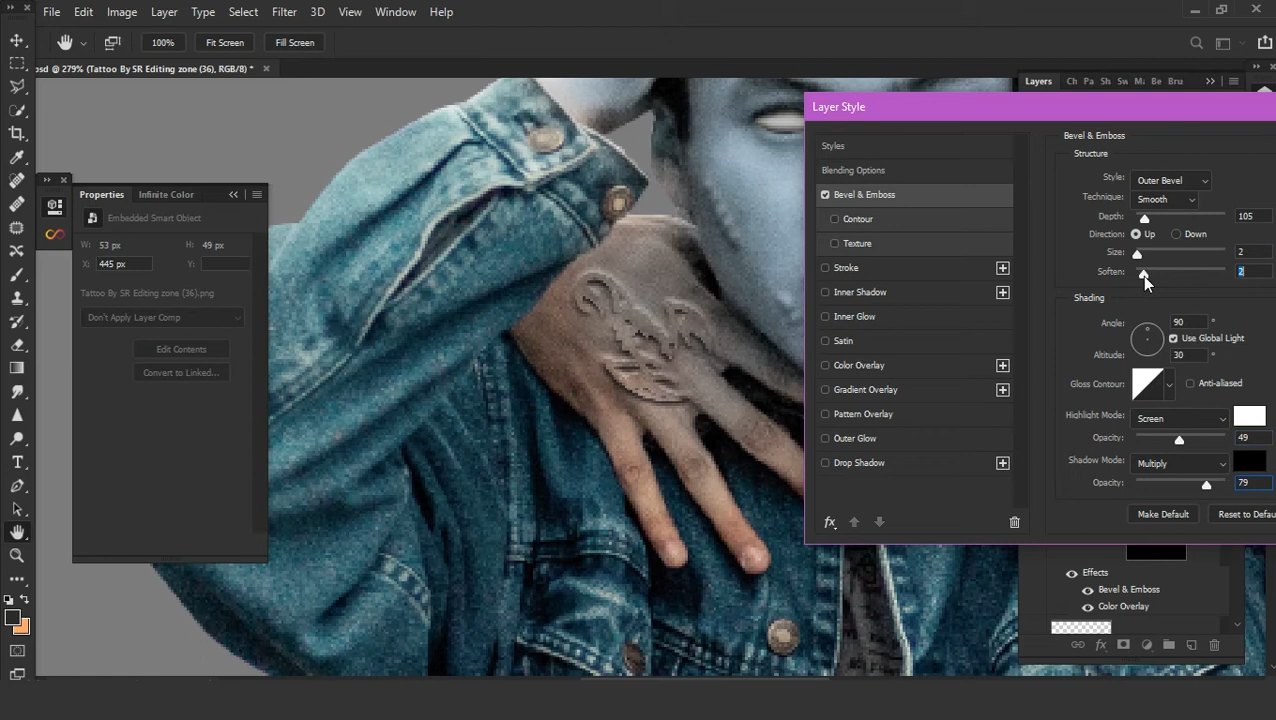 File Edit Image Layer Type Select Filter 3D View Window Help
100% Fit Screen Fill Screen
psd @ 279% (Tattoo By SR Editing zone (36), RGB/8) *
Layers Ch Pa Sh Sw Ma Be Bru
Layer Style
Styles
Blending Options
Bevel & Emboss
Contour
Texture
Stroke
Inner Shadow
Inner Glow
Satin
Color Overlay
Gradient Overlay
Pattern Overlay
Outer Glow
Drop Shadow
fx
Bevel & Emboss
Structure
Style: Outer Bevel
Technique: Smooth
Depth: 105
Direction: Up Down
Size: 2
Soften: 2
Shading
Angle: 90 °
Use Global Light
Altitude: 30 °
Gloss Contour: Anti-aliased
Highlight Mode: Screen
Opacity: 49
Shadow Mode: Multiply
Opacity: 79
Make Default Reset to Defau
Properties Infinite Color
Embedded Smart Object
W: 53 px H: 49 px
X: 445 px Y:
Tattoo By SR Editing zone (36).png
Don't Apply Layer Comp
Edit Contents
Convert to Linked...
Effects
Bevel & Emboss
Color Overlay
fx